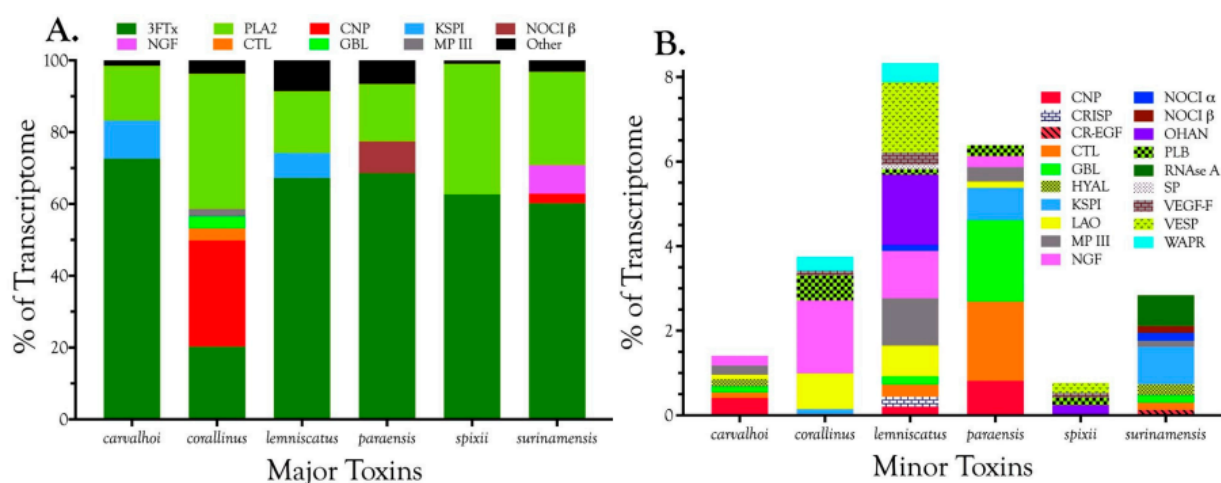 A.
3FTx PLA2 CNP KSPI NOCI β
NGF CTL GBL MP III Other
% of Transcriptome
100
80
60
40
20
0
carvalhoi corallinus lemniscatus paraensis spixii surinamensis
Major Toxins
B.
% of Transcriptome
8
6
4
2
0
CNP NOCI α
CRISP NOCI β
CR-EGF OHAN
CTL PLB
GBL RNAse A
HYAL SP
KSPI VEGF-F
LAO VESP
MP III WAPR
NGF
carvalhoi corallinus lemniscatus paraensis spixii surinamensis
Minor Toxins